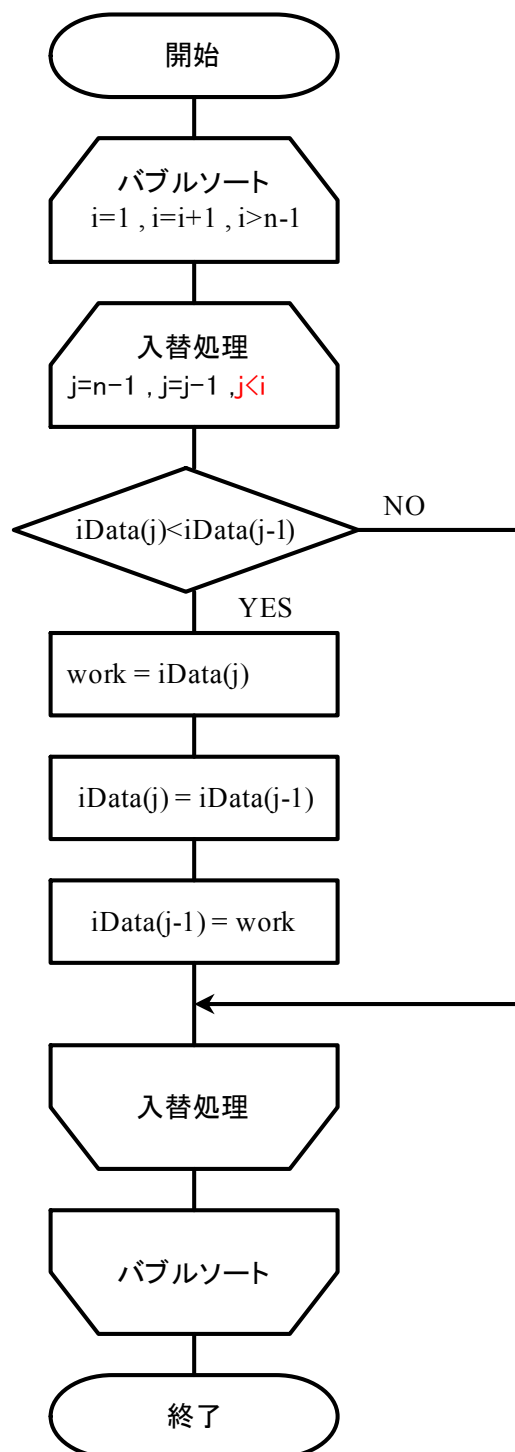 開始
バブルソート
i=1 , i=i+1 , i>n-1
入替処理
j=n-1 , j=j-1 ,j<i
iData(j)<iData(j-1)
NO
YES
work = iData(j)
iData(j) = iData(j-1)
iData(j-1) = work
入替処理
バブルソート
終了